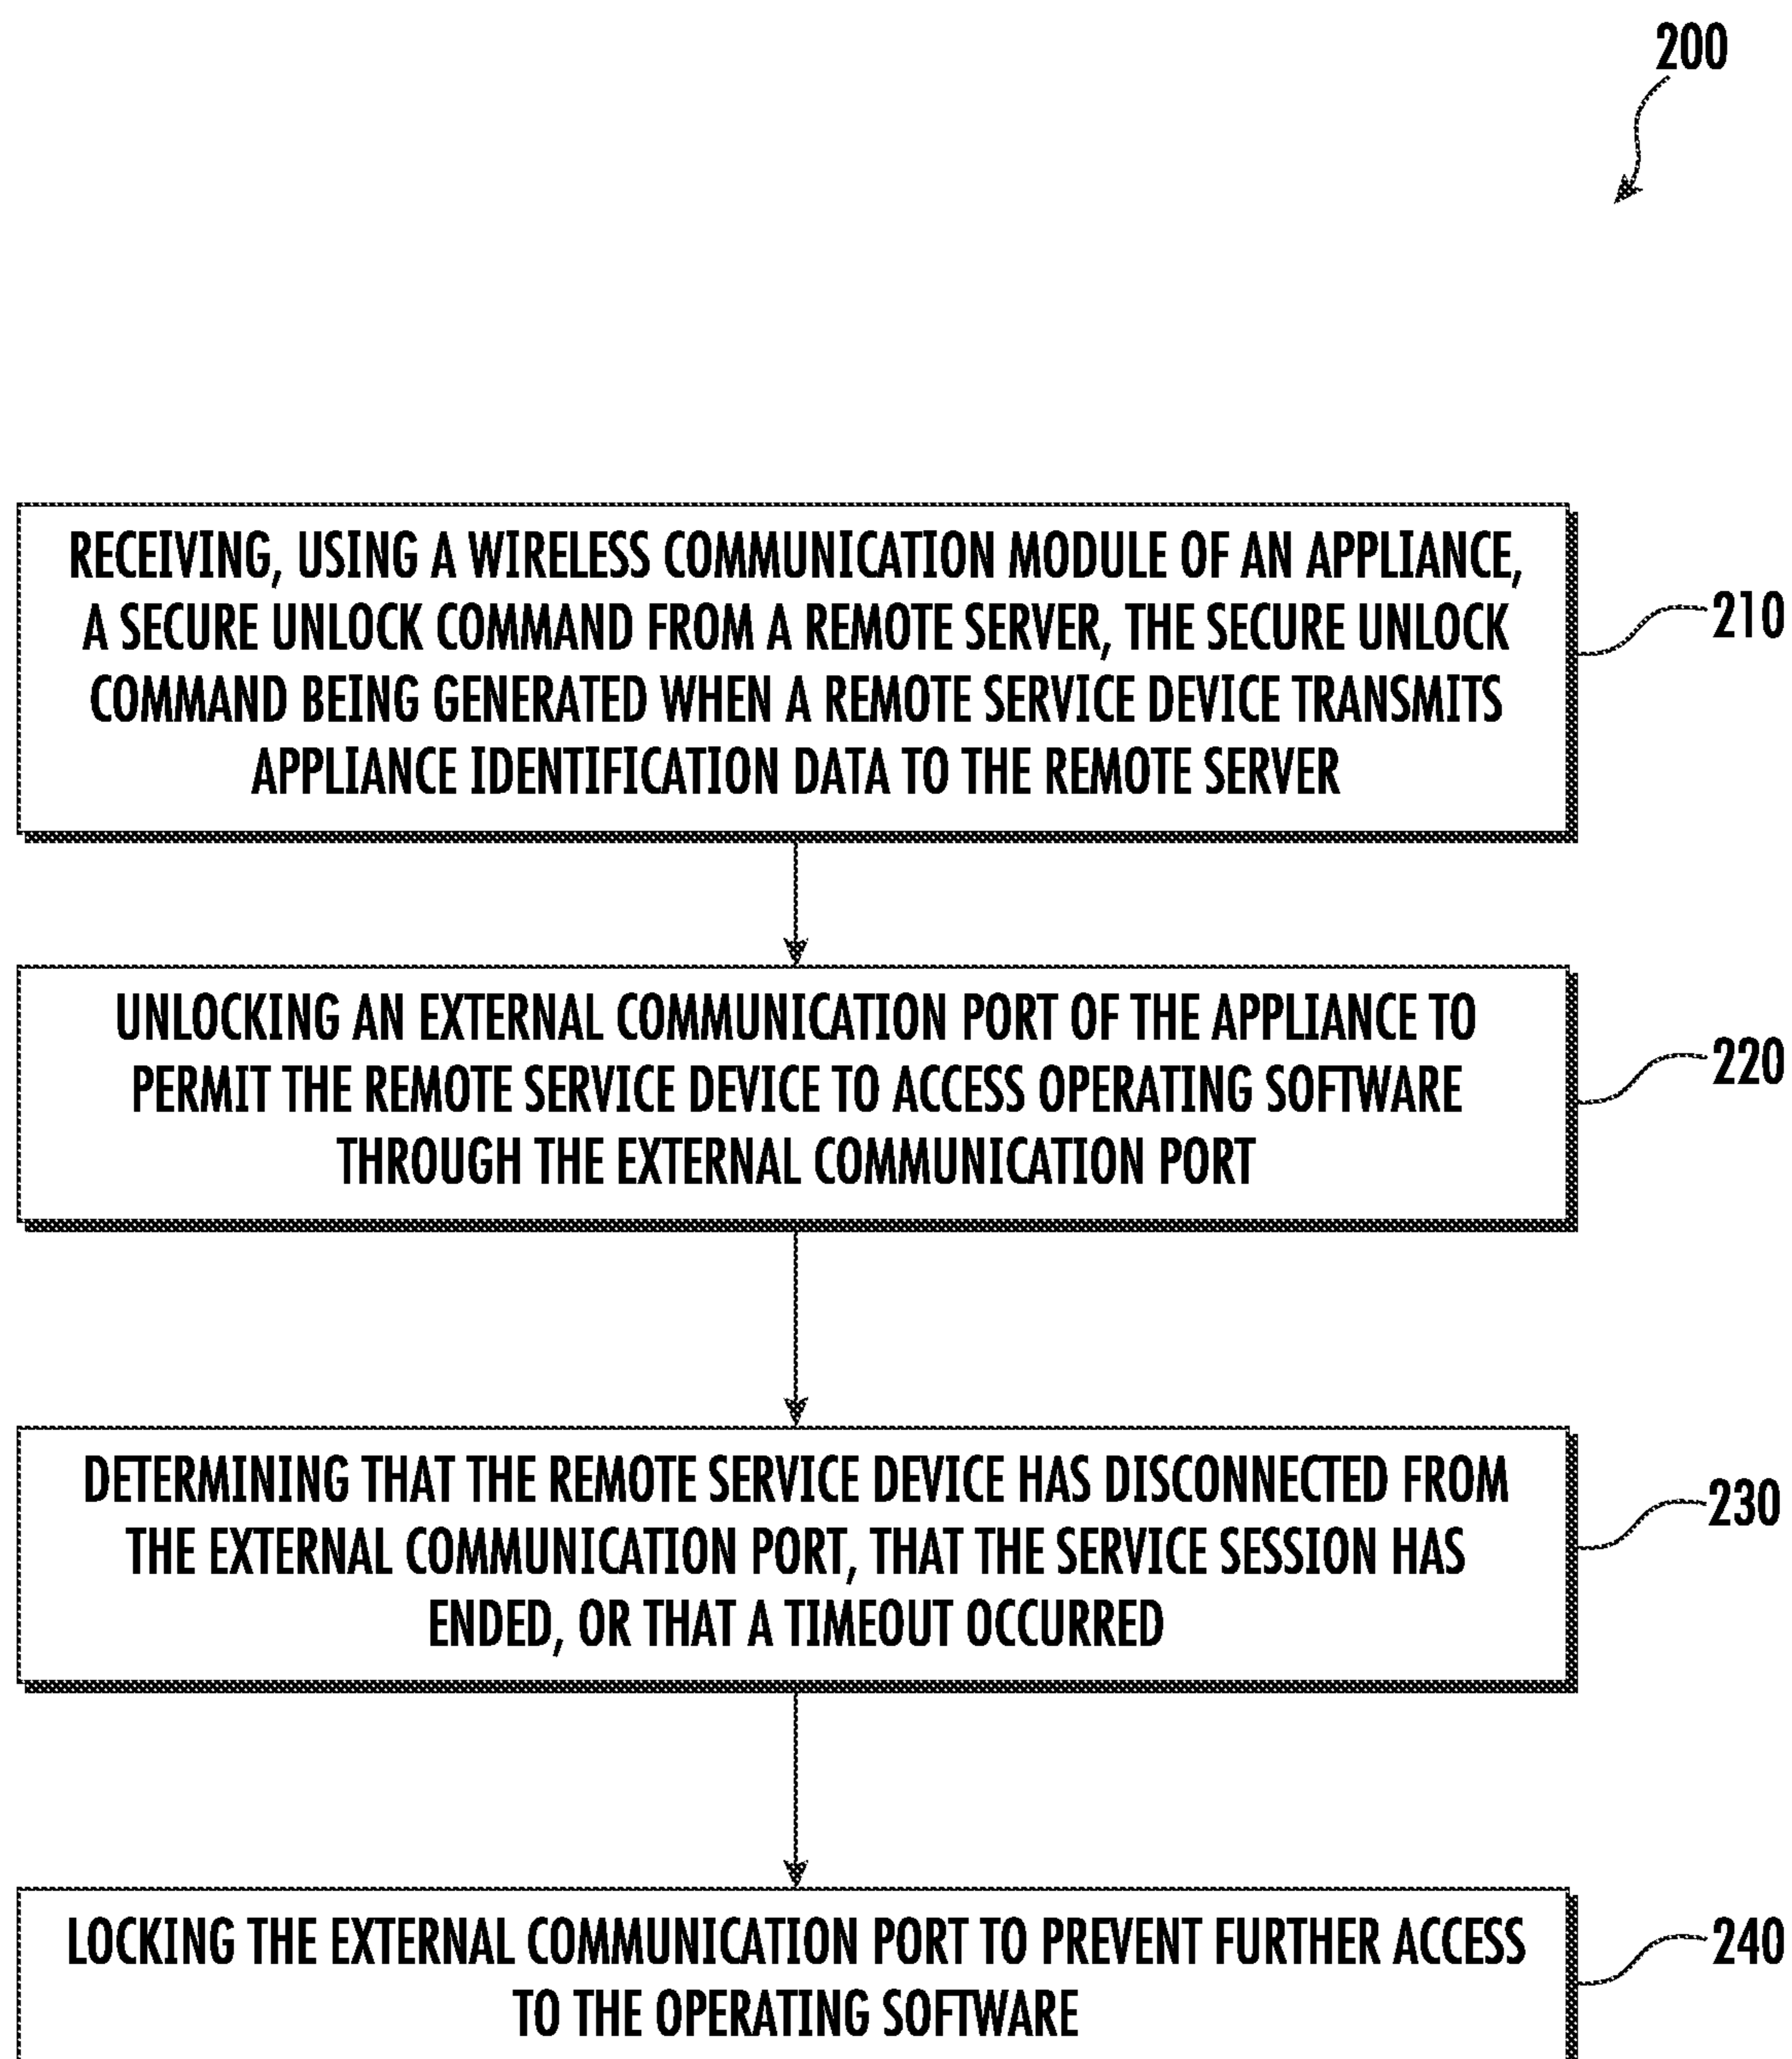 200
RECEIVING, USING A WIRELESS COMMUNICATION MODULE OF AN APPLIANCE,
A SECURE UNLOCK COMMAND FROM A REMOTE SERVER, THE SECURE UNLOCK
COMMAND BEING GENERATED WHEN A REMOTE SERVICE DEVICE TRANSMITS
APPLIANCE IDENTIFICATION DATA TO THE REMOTE SERVER
210
UNLOCKING AN EXTERNAL COMMUNICATION PORT OF THE APPLIANCE TO
PERMIT THE REMOTE SERVICE DEVICE TO ACCESS OPERATING SOFTWARE
THROUGH THE EXTERNAL COMMUNICATION PORT
220
DETERMINING THAT THE REMOTE SERVICE DEVICE HAS DISCONNECTED FROM
THE EXTERNAL COMMUNICATION PORT, THAT THE SERVICE SESSION HAS
ENDED, OR THAT A TIMEOUT OCCURRED
230
LOCKING THE EXTERNAL COMMUNICATION PORT TO PREVENT FURTHER ACCESS
TO THE OPERATING SOFTWARE
240